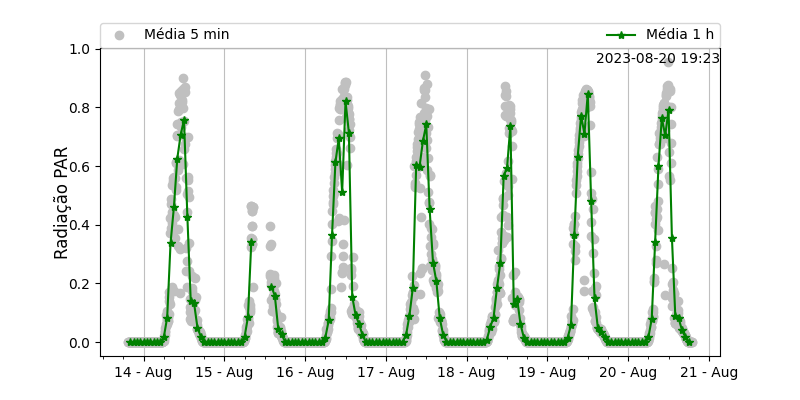 Média 5 min
Média 1 h
2023-08-20 19:23
Radiação PAR
1.0
0.8
0.6
0.4
0.2
0.0
14 - Aug
15 - Aug
16 - Aug
17 - Aug
18 - Aug
19 - Aug
20 - Aug
21 - Aug